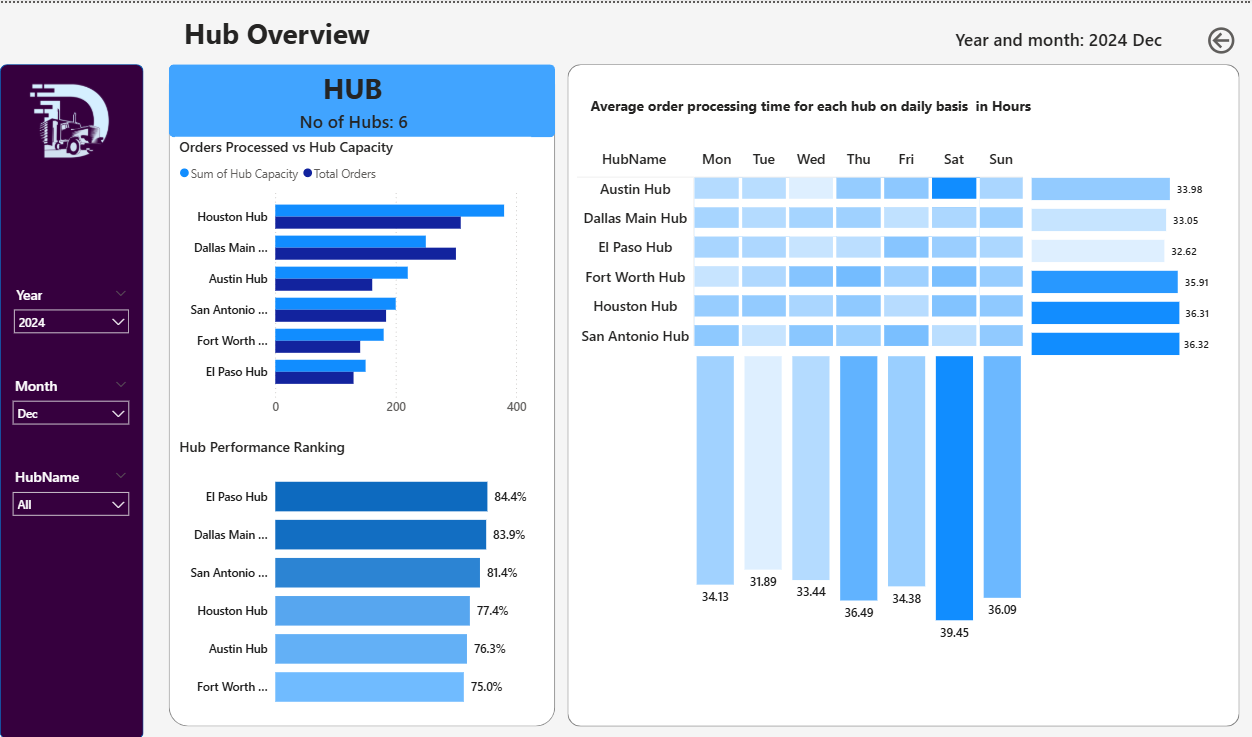 Hub Overview
Year and month: 2024 Dec
Year
2024
Month
Dec
HubName
All
HUB
No of Hubs: 6
Orders Processed vs Hub Capacity
Sum of Hub Capacity Total Orders
Houston Hub
Dallas Main ...
Austin Hub
San Antonio ...
Fort Worth ...
El Paso Hub
0 200 400
Hub Performance Ranking
El Paso Hub 84.4%
Dallas Main ... 83.9%
San Antonio ... 81.4%
Houston Hub 77.4%
Austin Hub 76.3%
Fort Worth ... 75.0%
Average order processing time for each hub on daily basis in Hours
HubName Mon Tue Wed Thu Fri Sat Sun
Austin Hub 33.98
Dallas Main Hub 33.05
El Paso Hub 32.62
Fort Worth Hub 35.91
Houston Hub 36.31
San Antonio Hub 36.32
34.13 31.89 33.44 36.49 34.38 39.45 36.09